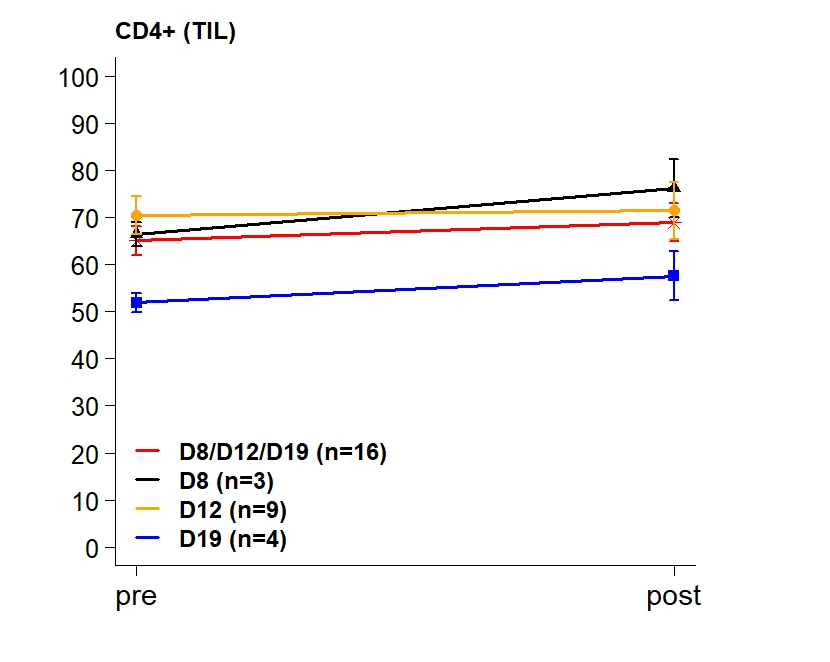 CD4+ (TIL)
100
90
80
70
60
50
40
30
20
10
0
D8/D12/D19 (n=16)
D8 (n=3)
D12 (n=9)
D19 (n=4)
pre post